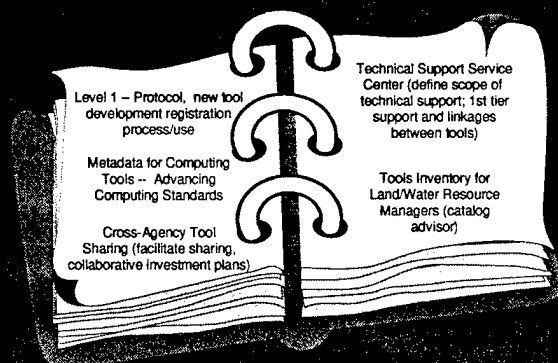 Level 1 – Protocol, new tool
development registration
process/use
Metadata for Computing
Tools -- Advancing
Computing Standards
Cross-Agency Tool
Sharing (facilitate sharing,
collaborative investment plans)
Technical Support Service
Center (define scope of
technical support; 1st tier
support and linkages
between tools)
Tools Inventory for
Land/Water Resource
Managers (catalog
advisor)